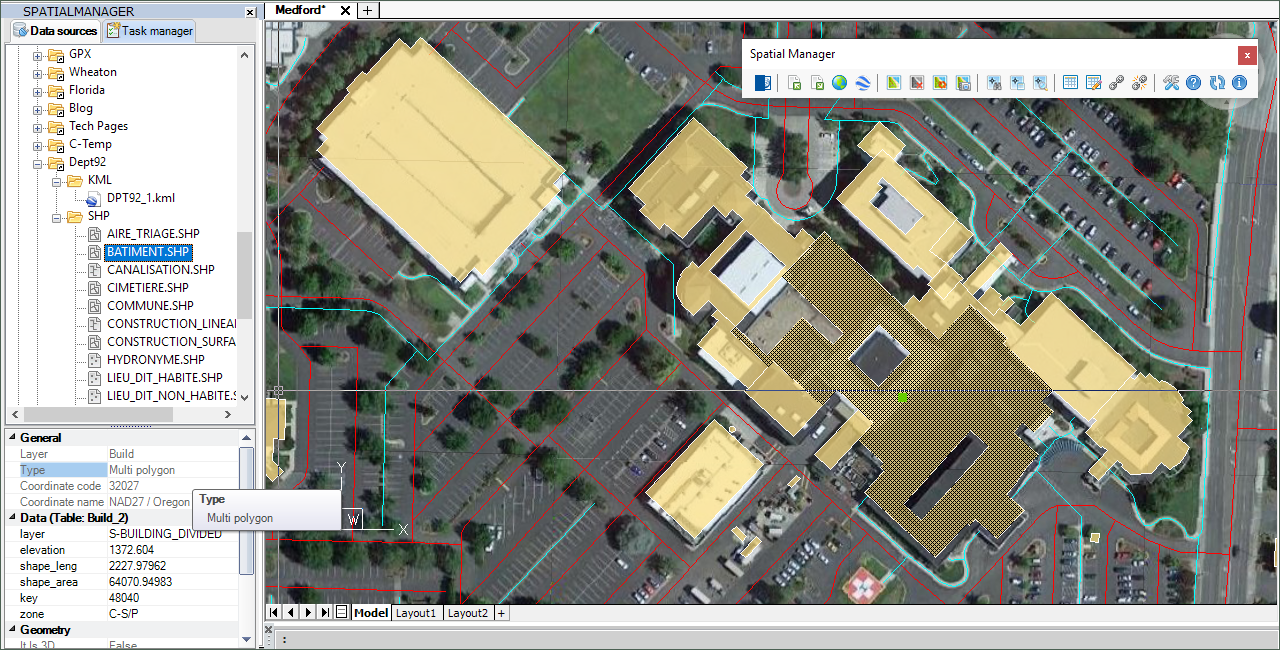 SPATIALMANAGER
Data sources
Task manager
GPX
Wheaton
Florida
Blog
Tech Pages
C-Temp
Dept92
KML
DPT92_1.kml
SHP
AIRE_TRIAGE.SHP
BATIMENT.SHP
CANALISATION.SHP
CIMETIERE.SHP
COMMUNE.SHP
CONSTRUCTION_LINEAI
CONSTRUCTION_SURFA
HYDRONYME.SHP
LIEU_DIT_HABITE.SHP
LIEU_DIT_NON_HABITE.S
General
Layer Build
Type Multi polygon
Coordinate code 32027
Coordinate name NAD27 / Oregon
Data (Table: Build_2)
layer S-BUILDING_DIVIDED
elevation 1372.604
shape_leng 2227.97962
shape_area 64070.94983
key 48040
zone C-S/P
Geometry
It Is 3D False
Type
Multi polygon
Medford*
Spatial Manager
Y
W
X
Model Layout1 Layout2 +
: